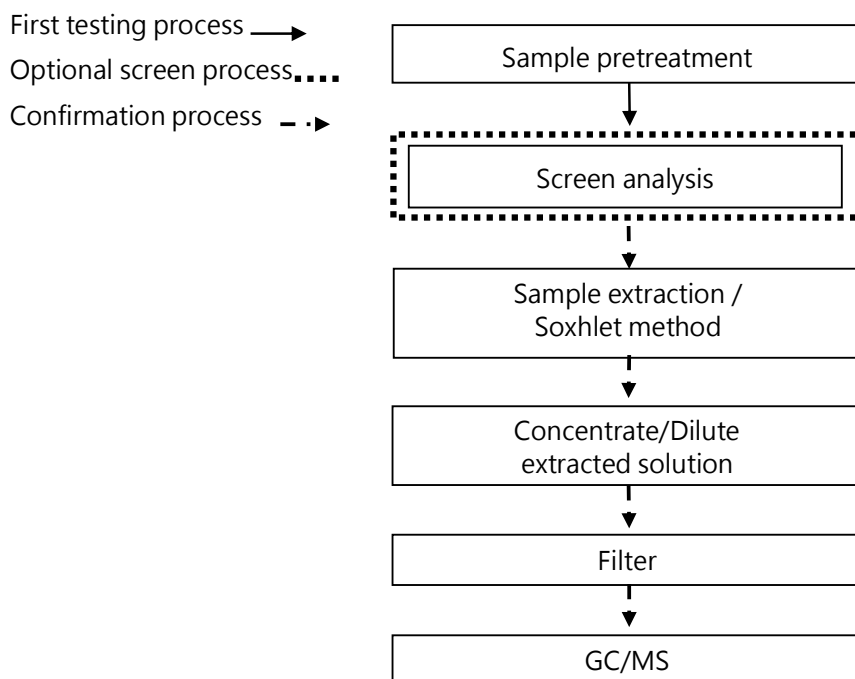 First testing process
Optional screen process
Confirmation process
Sample pretreatment
Screen analysis
Sample extraction /
Soxhlet method
Concentrate/Dilute
extracted solution
Filter
GC/MS